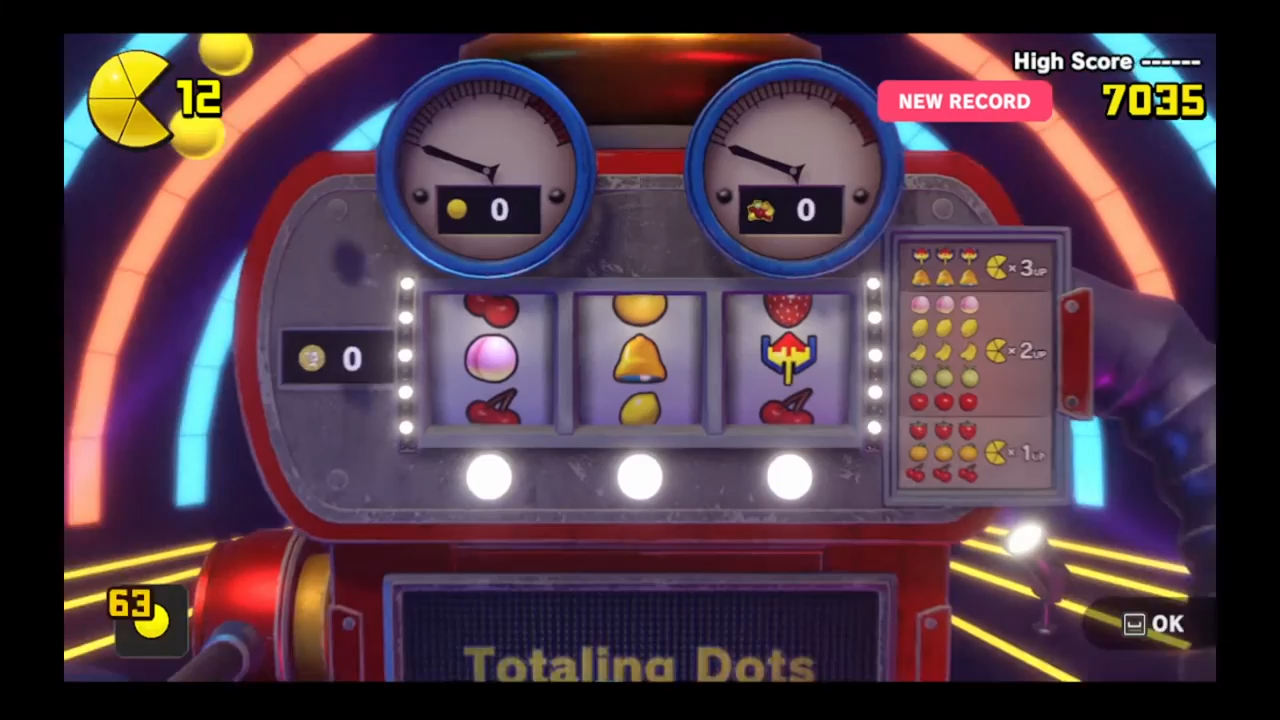 High Score ------
12
NEW RECORD
7035
0
0
× 3UP
0
× 2UP
× 1UP
63
OK
Totaling Dots